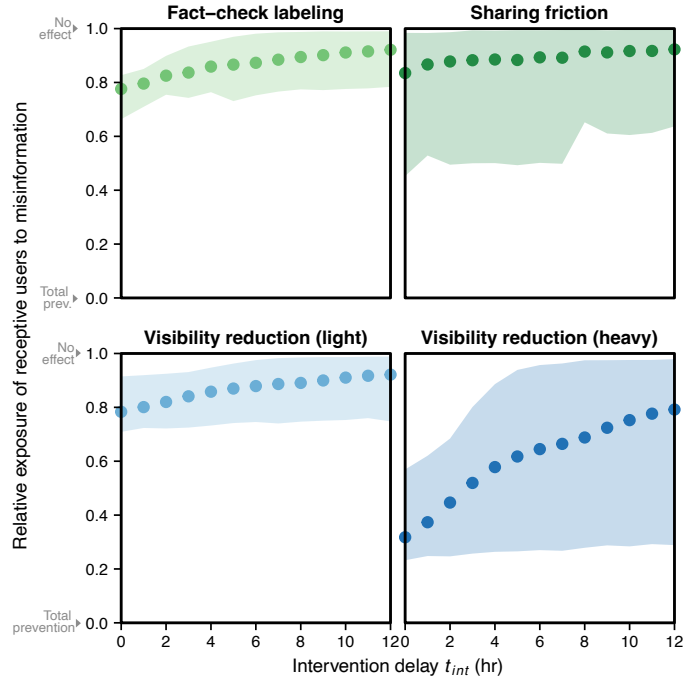 Fact–check labeling
Sharing friction
No
effect
1.0
0.8
0.6
0.4
0.2
0.0
Total
prev.
Relative exposure of receptive users to misinformation
Visibility reduction (light)
Visibility reduction (heavy)
No
effect
1.0
0.8
0.6
0.4
0.2
0.0
Total
prevention
0 2 4 6 8 10 12
0 2 4 6 8 10 12
Intervention delay t_int (hr)